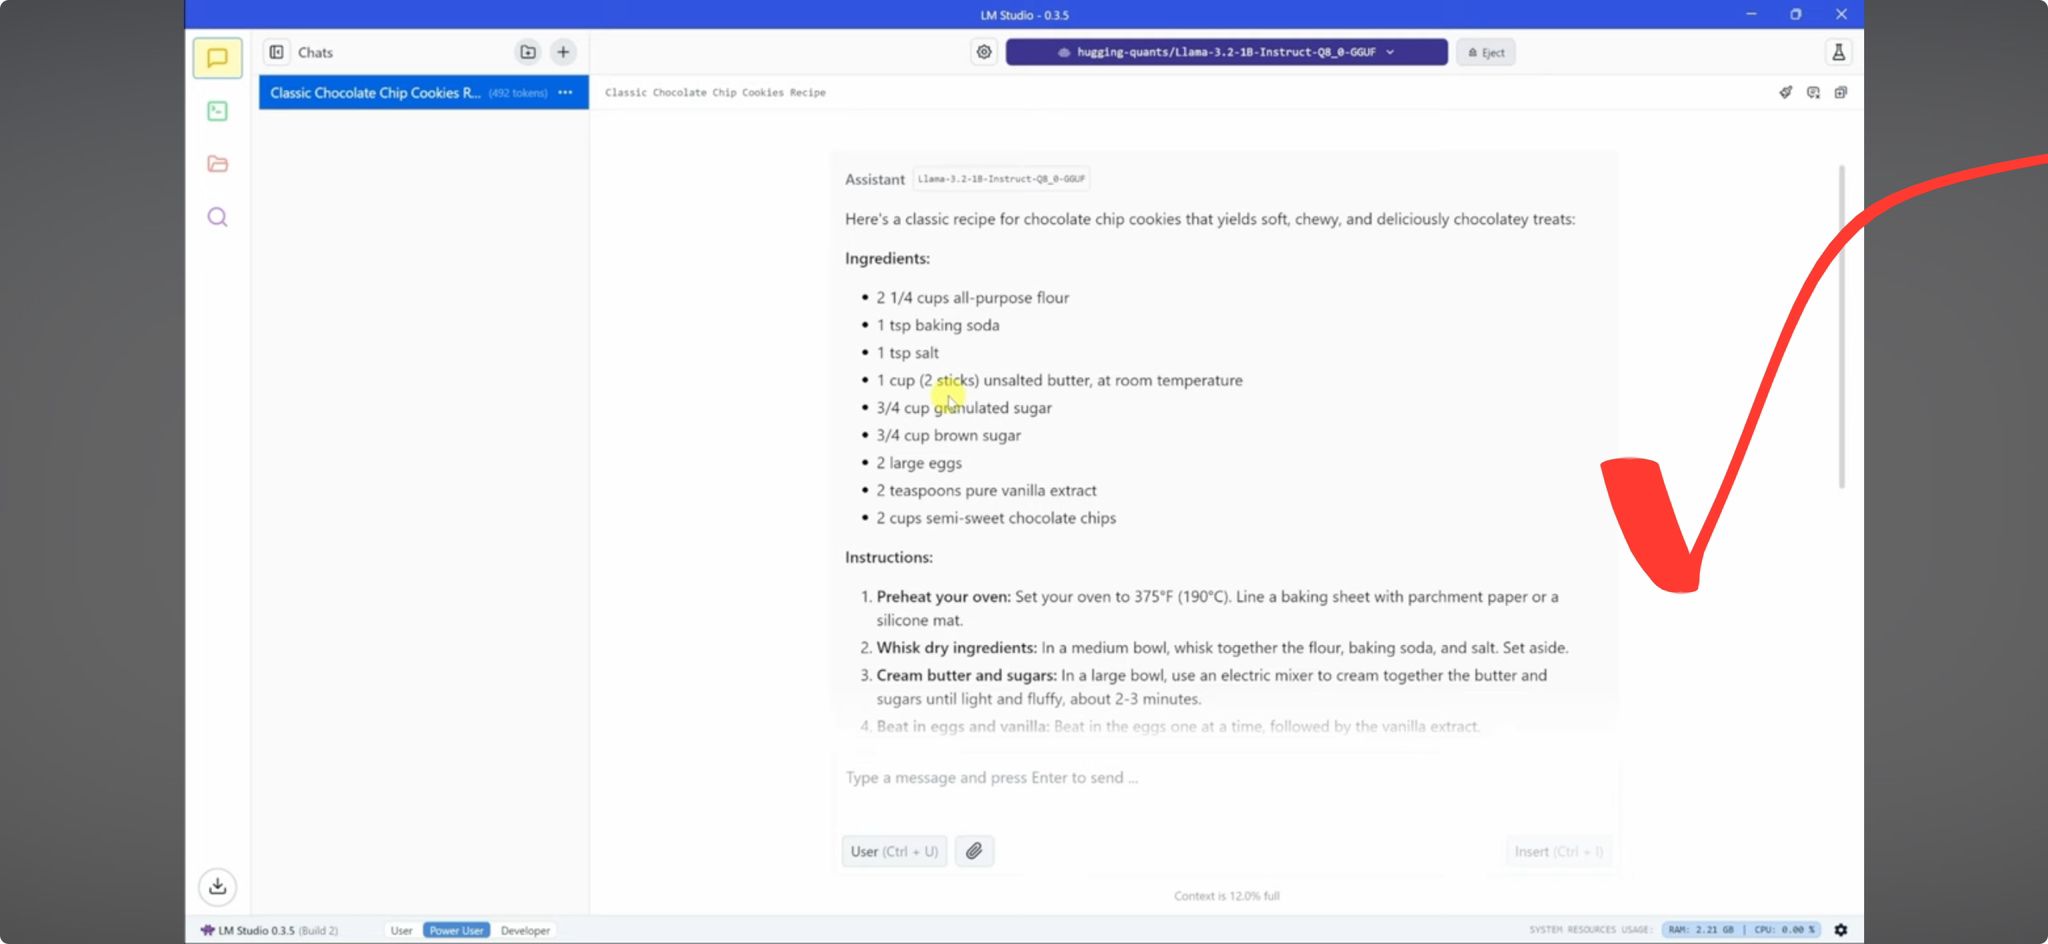 LM Studio - 0.3.5
Chats
hugging-quants/Llama-3.2-1B-Instruct-Q8_0-GGUF
Eject
Classic Chocolate Chip Cookies R... (492 tokens) ...
Classic Chocolate Chip Cookies Recipe
Assistant Llama-3.2-1B-Instruct-Q8_0-GGUF
Here's a classic recipe for chocolate chip cookies that yields soft, chewy, and deliciously chocolatey treats:
Ingredients:
• 2 1/4 cups all-purpose flour
• 1 tsp baking soda
• 1 tsp salt
• 1 cup (2 sticks) unsalted butter, at room temperature
• 3/4 cup granulated sugar
• 3/4 cup brown sugar
• 2 large eggs
• 2 teaspoons pure vanilla extract
• 2 cups semi-sweet chocolate chips
Instructions:
1. Preheat your oven: Set your oven to 375°F (190°C). Line a baking sheet with parchment paper or a
silicone mat.
2. Whisk dry ingredients: In a medium bowl, whisk together the flour, baking soda, and salt. Set aside.
3. Cream butter and sugars: In a large bowl, use an electric mixer to cream together the butter and
sugars until light and fluffy, about 2-3 minutes.
4. Beat in eggs and vanilla: Beat in the eggs one at a time, followed by the vanilla extract.
Type a message and press Enter to send ...
User (Ctrl + U)
Insert (Ctrl + I)
Context is 12.0% full
LM Studio 0.3.5 (Build 2)
User
Power User
Developer
SYSTEM RESOURCES USAGE:
RAM: 2.21 GB | CPU: 0.00 %